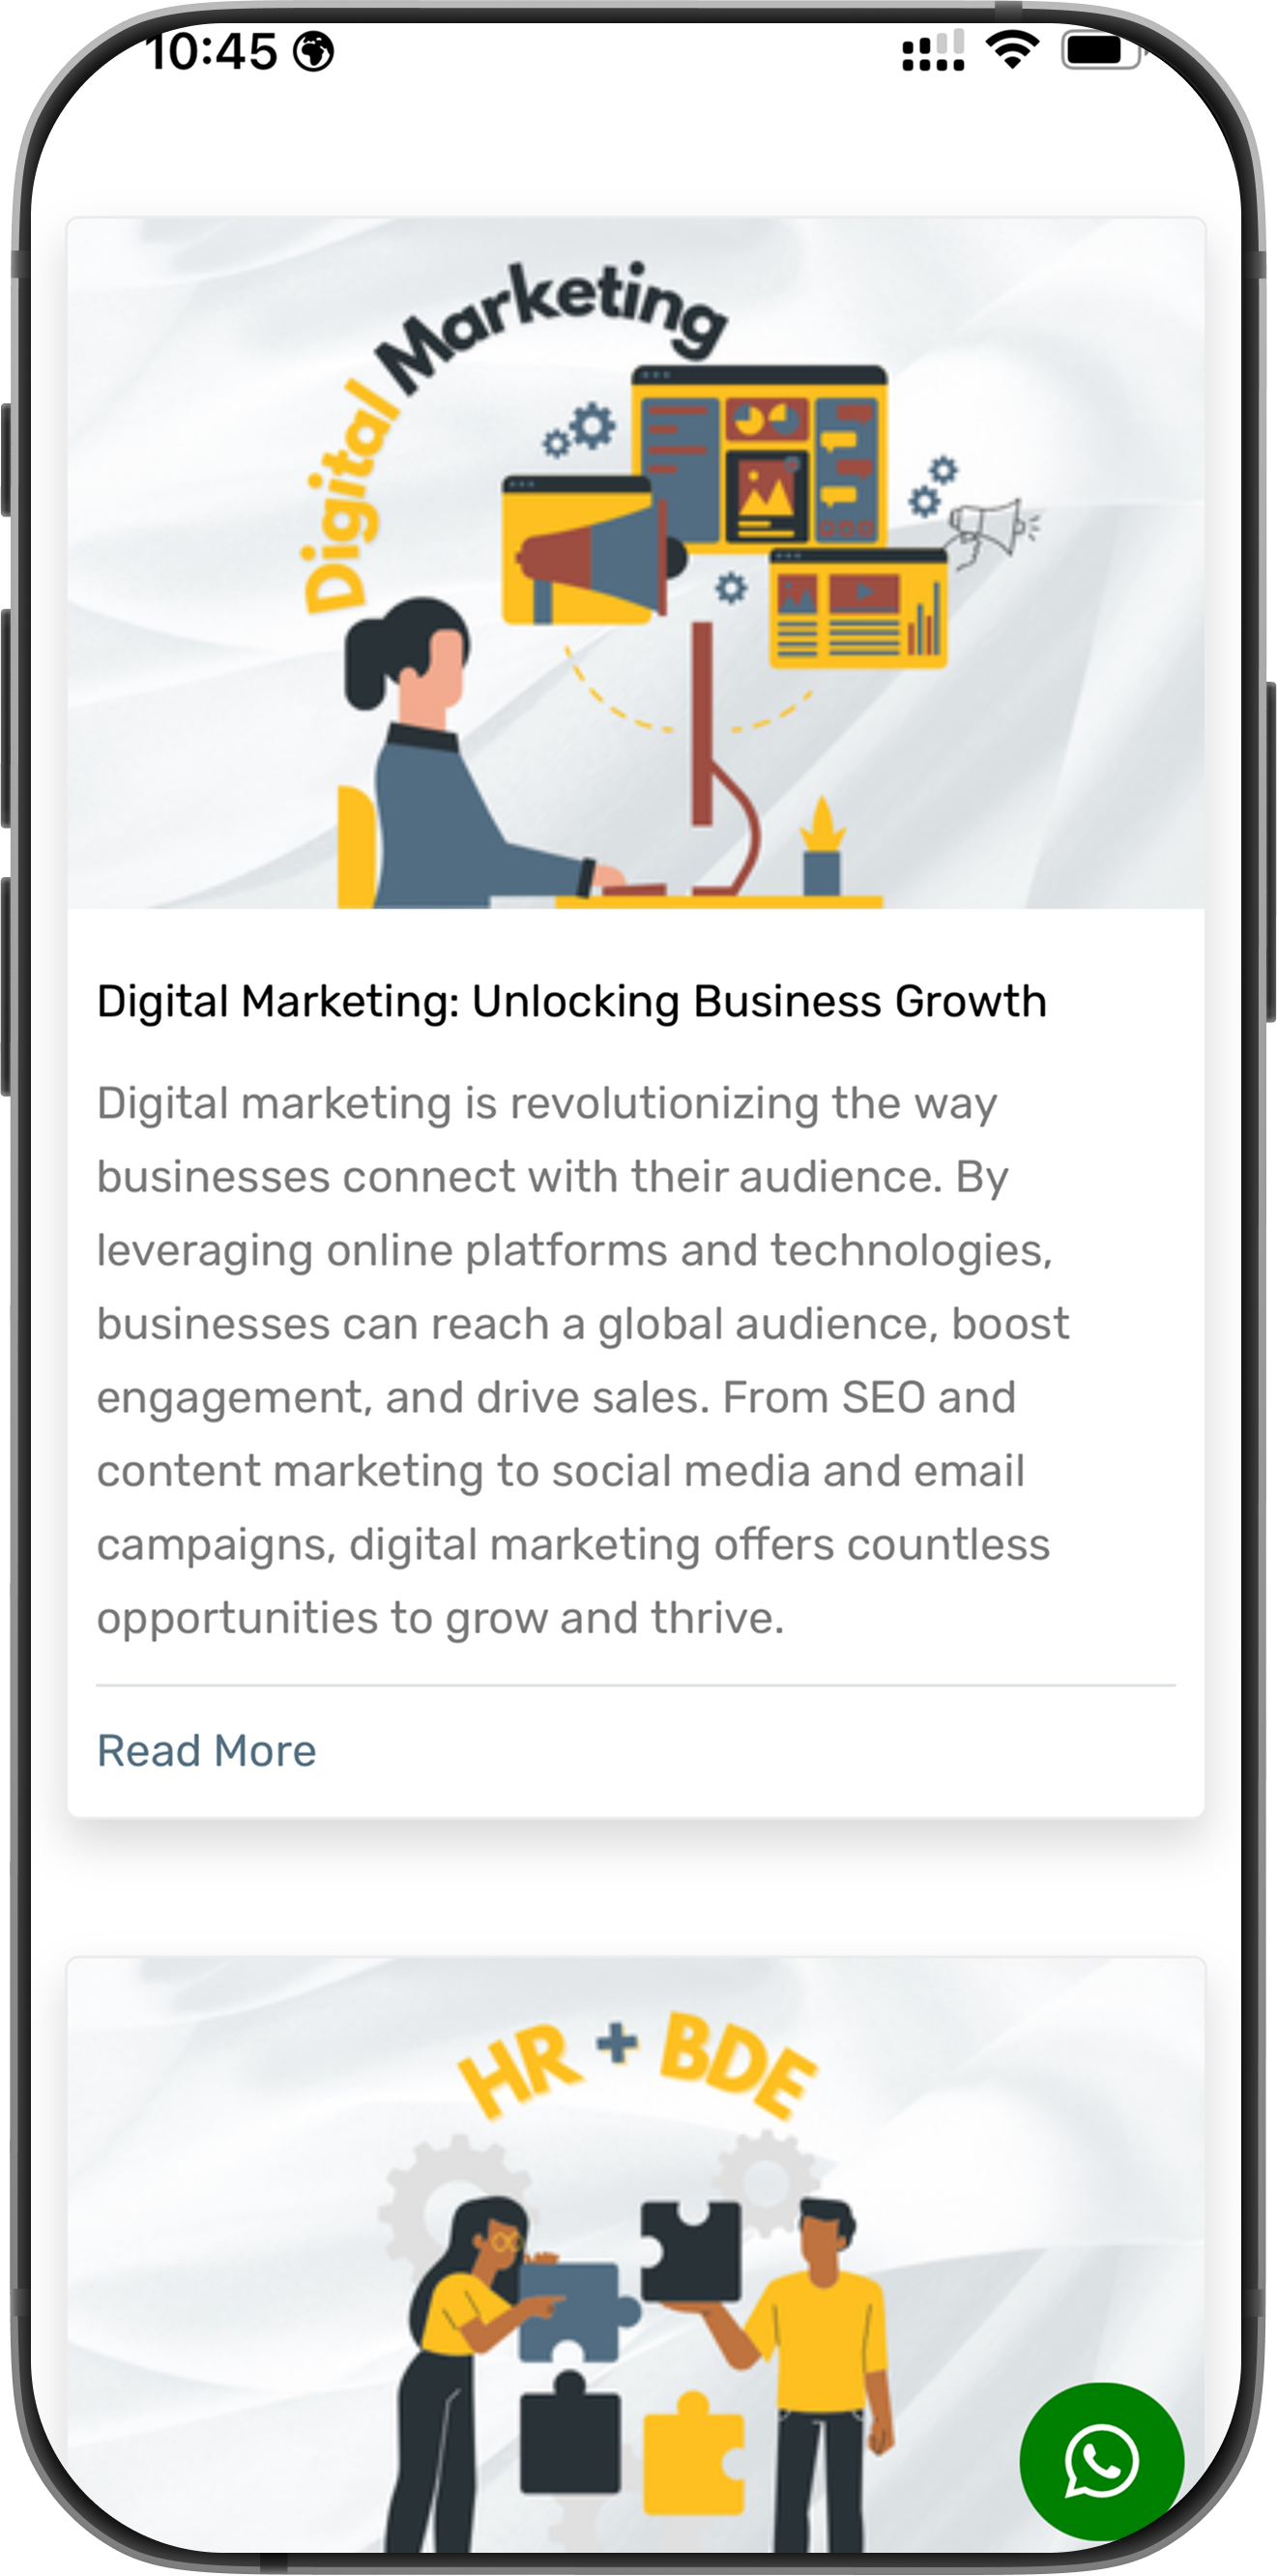 10:45
Digital Marketing
Digital Marketing: Unlocking Business Growth
Digital marketing is revolutionizing the way
businesses connect with their audience. By
leveraging online platforms and technologies,
businesses can reach a global audience, boost
engagement, and drive sales. From SEO and
content marketing to social media and email
campaigns, digital marketing offers countless
opportunities to grow and thrive.
Read More
HR + BDE